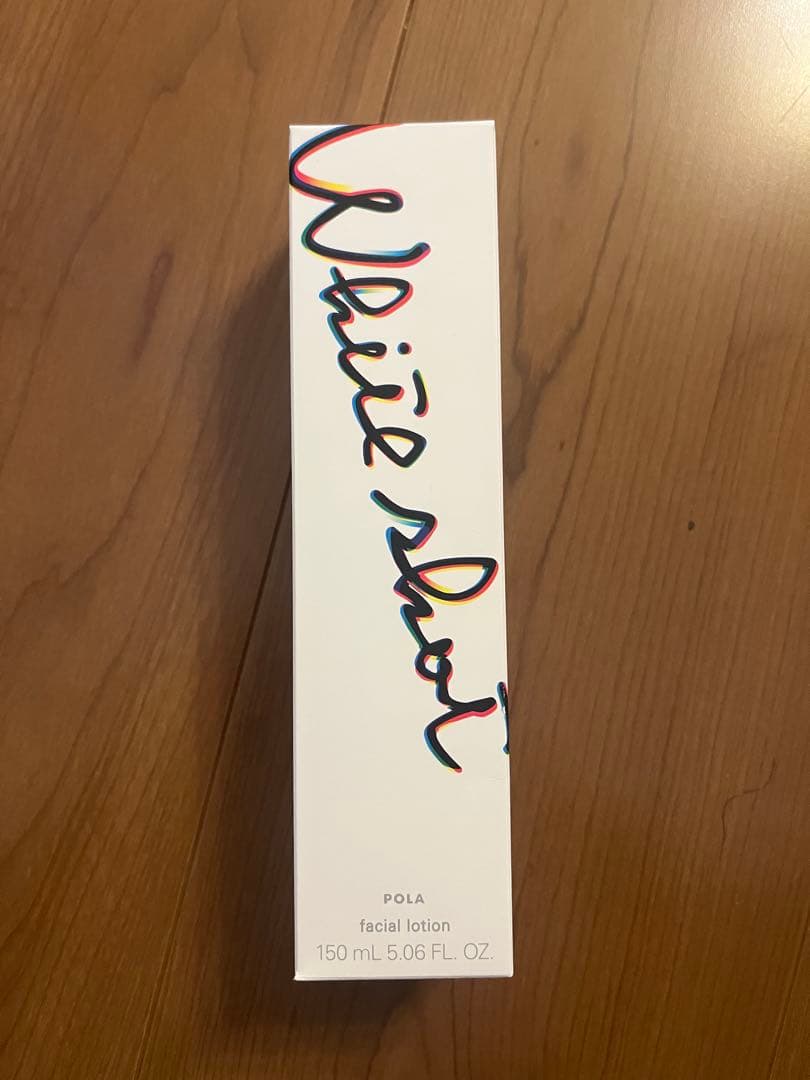 White shot
POLA
facial lotion
150 mL 5.06 FL. OZ.